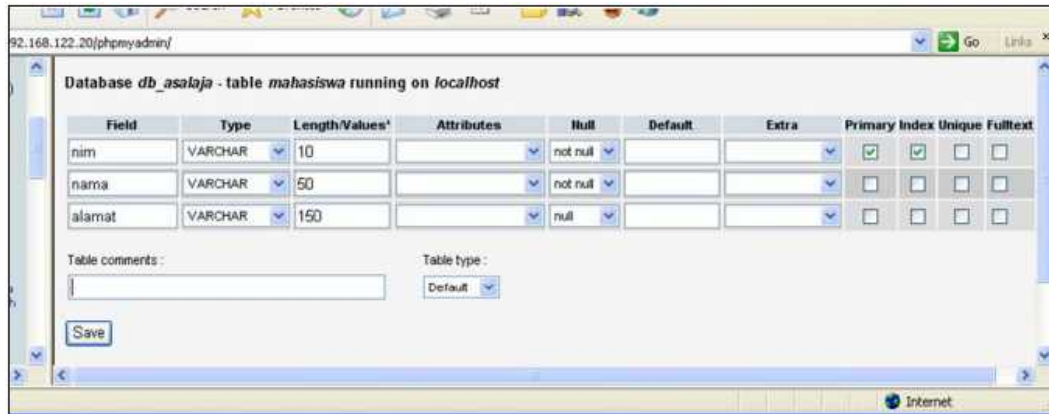 92.168.122.20/phpmyadmin/ Go Links
Database db_asalaja - table mahasiswa running on localhost
Field Type Length/Values* Attributes Null Default Extra Primary Index Unique Fulltext
nim VARCHAR 10 not null
nama VARCHAR 50 not null
alamat VARCHAR 150 null
Table comments : Table type :
Default
Save
Internet